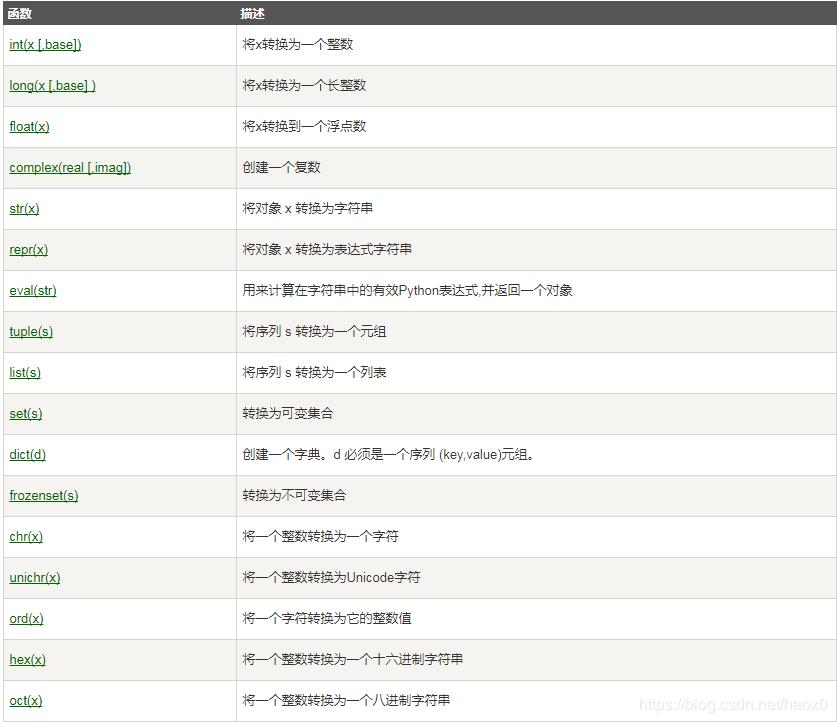 函数 描述
int(x [,base]) 将x转换为一个整数
long(x [,base] ) 将x转换为一个长整数
float(x) 将x转换到一个浮点数
complex(real [,imag]) 创建一个复数
str(x) 将对象 x 转换为字符串
repr(x) 将对象 x 转换为表达式字符串
eval(str) 用来计算在字符串中的有效Python表达式,并返回一个对象
tuple(s) 将序列 s 转换为一个元组
list(s) 将序列 s 转换为一个列表
set(s) 转换为可变集合
dict(d) 创建一个字典。d 必须是一个序列 (key,value)元组。
frozenset(s) 转换为不可变集合
chr(x) 将一个整数转换为一个字符
unichr(x) 将一个整数转换为Unicode字符
ord(x) 将一个字符转换为它的整数值
hex(x) 将一个整数转换为一个十六进制字符串
oct(x) 将一个整数转换为一个八进制字符串
https://blog.csdn.net/haox0